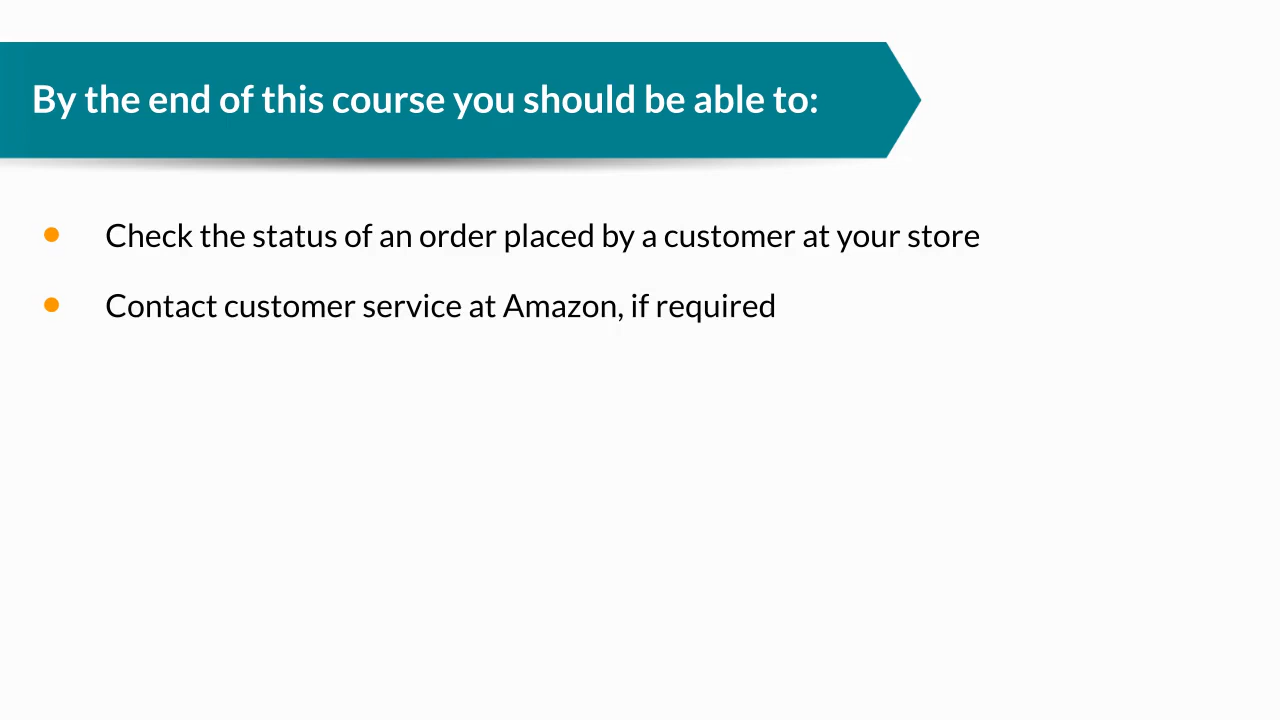 By the end of this course you should be able to:
Check the status of an order placed by a customer at your store
Contact customer service at Amazon, if required